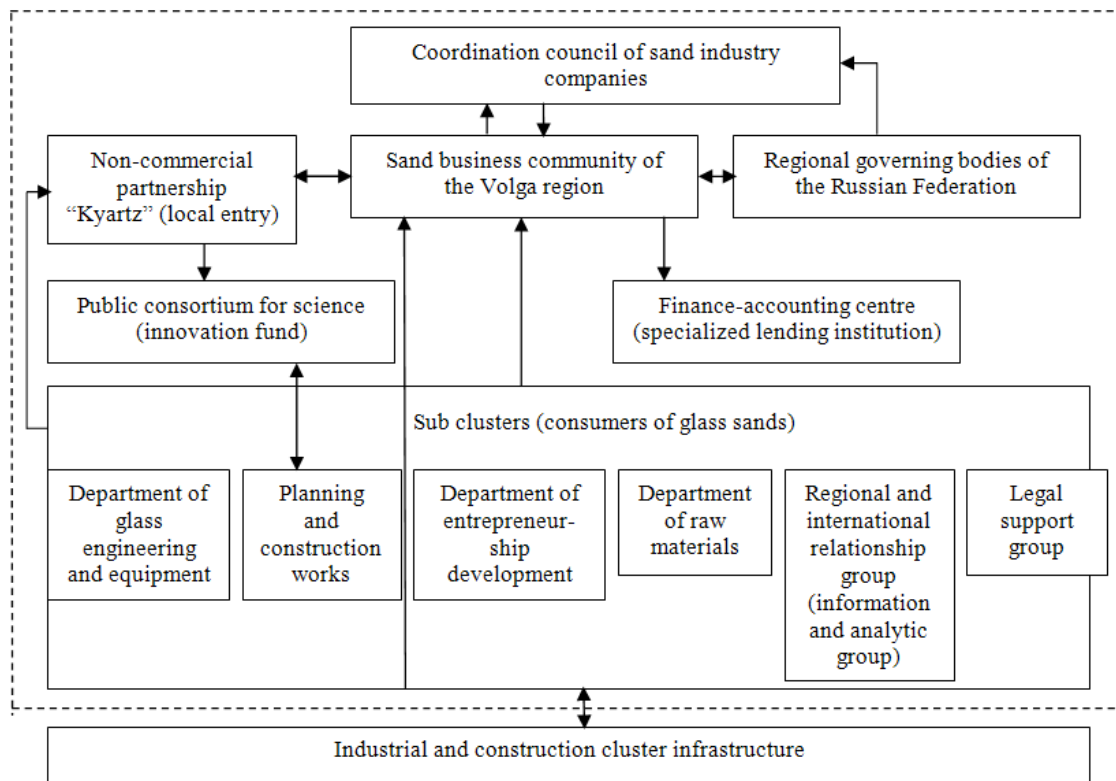 Coordination council of sand industry
companies
Non-commercial
partnership
“Kyartz” (local entry)
Sand business community of
the Volga region
Regional governing bodies of
the Russian Federation
Public consortium for science
(innovation fund)
Finance-accounting centre
(specialized lending institution)
Sub clusters (consumers of glass sands)
Department of
glass
engineering
and equipment
Planning
and
construction
works
Department of
entrepreneur-
ship
development
Department
of raw
materials
Regional and
international
relationship
group
(information
and analytic
group)
Legal
support
group
Industrial and construction cluster infrastructure